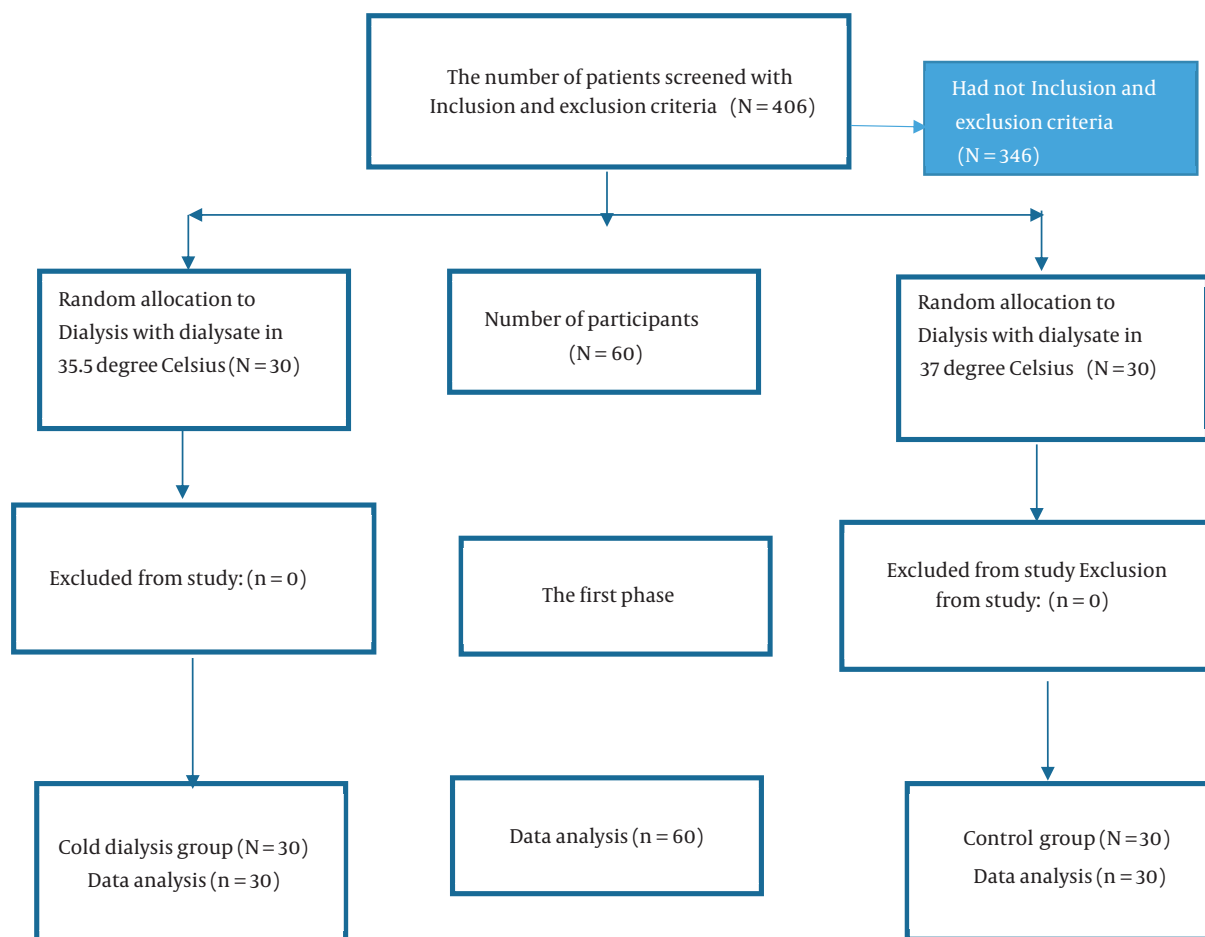 The number of patients screened with
Inclusion and exclusion criteria (N = 406)
Had not Inclusion and
exclusion criteria
(N = 346)
Random allocation to
Dialysis with dialysate in
35.5 degree Celsius (N = 30)
Number of participants
(N = 60)
Random allocation to
Dialysis with dialysate in
37 degree Celsius (N = 30)
Excluded from study: (n = 0)
The first phase
Excluded from study Exclusion
from study: (n = 0)
Cold dialysis group (N = 30)
Data analysis (n = 30)
Data analysis (n = 60)
Control group (N = 30)
Data analysis (n = 30)